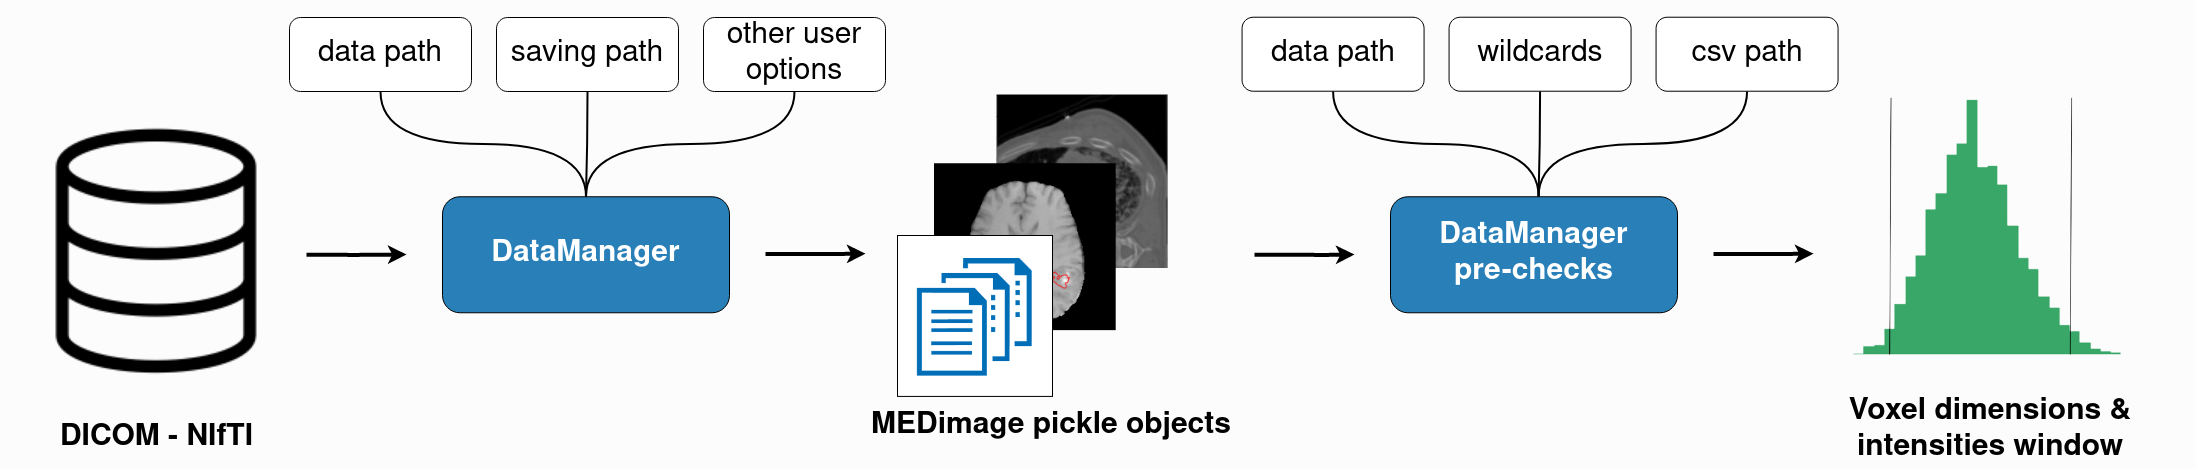 data path
saving path
other user
options
data path
wildcards
csv path
DataManager
DataManager
pre-checks
DICOM - NIfTI
MEDimage pickle objects
Voxel dimensions &
intensities window